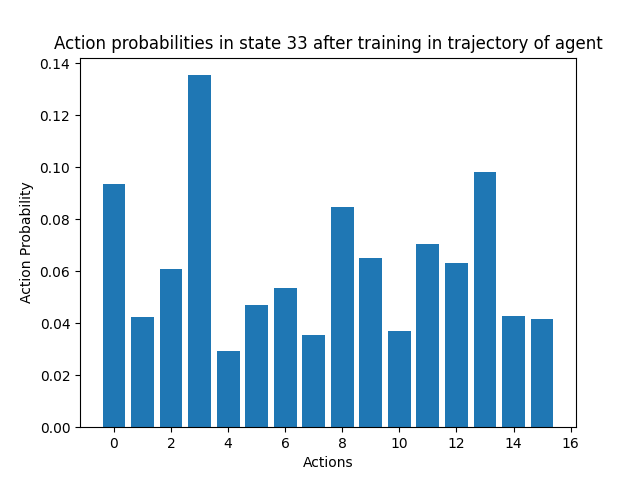 Action probabilities in state 33 after training in trajectory of agent
0.14
0.12
0.10
0.08
0.06
0.04
0.02
0.00
Action Probability
0 2 4 6 8 10 12 14 16
Actions